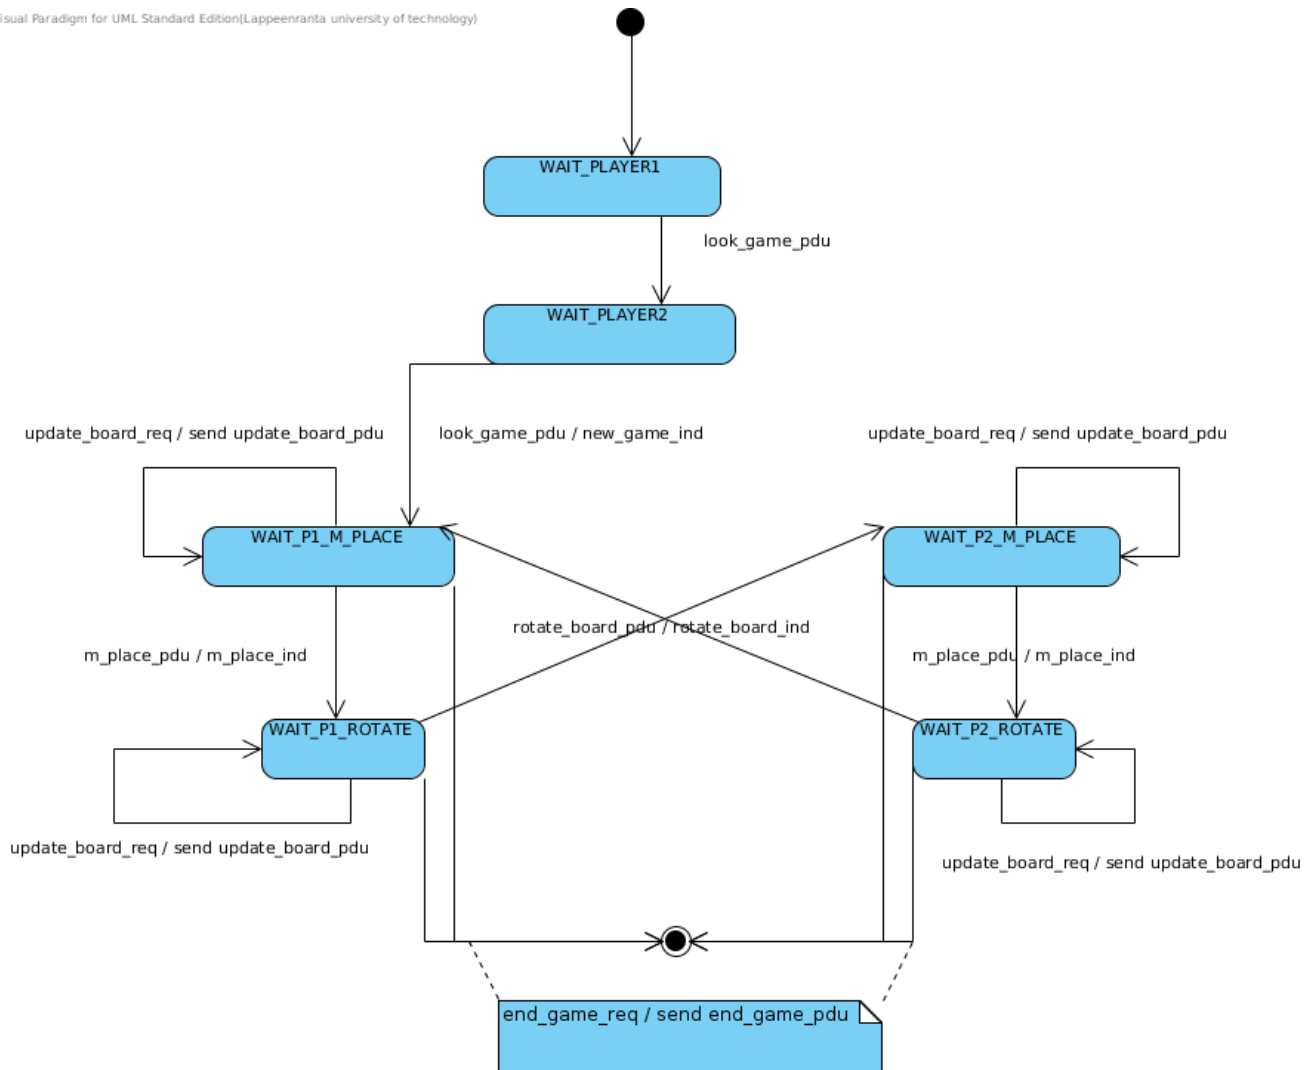 isual Paradigm for UML Standard Edition(Lappeenranta university of technology)
WAIT_PLAYER1
look_game_pdu
WAIT_PLAYER2
update_board_req / send update_board_pdu
look_game_pdu / new_game_ind
update_board_req / send update_board_pdu
WAIT_P1_M_PLACE
WAIT_P2_M_PLACE
rotate_board_pdu / rotate_board_ind
m_place_pdu / m_place_ind
m_place_pdu / m_place_ind
WAIT_P1_ROTATE
WAIT_P2_ROTATE
update_board_req / send update_board_pdu
update_board_req / send update_board_pdu
end_game_req / send end_game_pdu